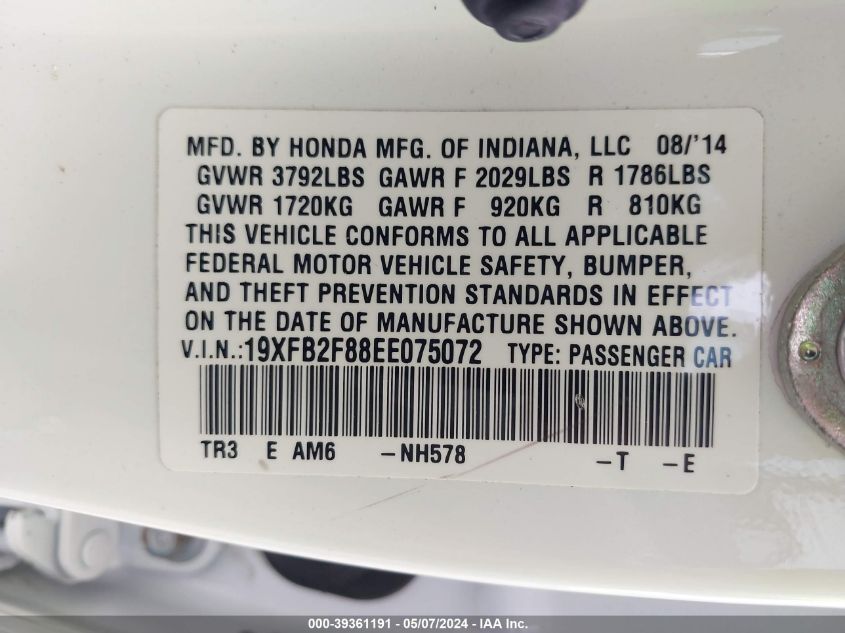 MFD. BY HONDA MFG. OF INDIANA, LLC 08/'14
GVWR 3792LBS GAWR F 2029LBS R 1786LBS
GVWR 1720KG GAWR F 920KG R 810KG
THIS VEHICLE CONFORMS TO ALL APPLICABLE
FEDERAL MOTOR VEHICLE SAFETY, BUMPER,
AND THEFT PREVENTION STANDARDS IN EFFECT
ON THE DATE OF MANUFACTURE SHOWN ABOVE.
V.I.N.:19XFB2F88EE075072 TYPE: PASSENGER CAR
TR3 E AM6 -NH578 -T -E
000-39361191 - 05/07/2024 - IAA Inc.